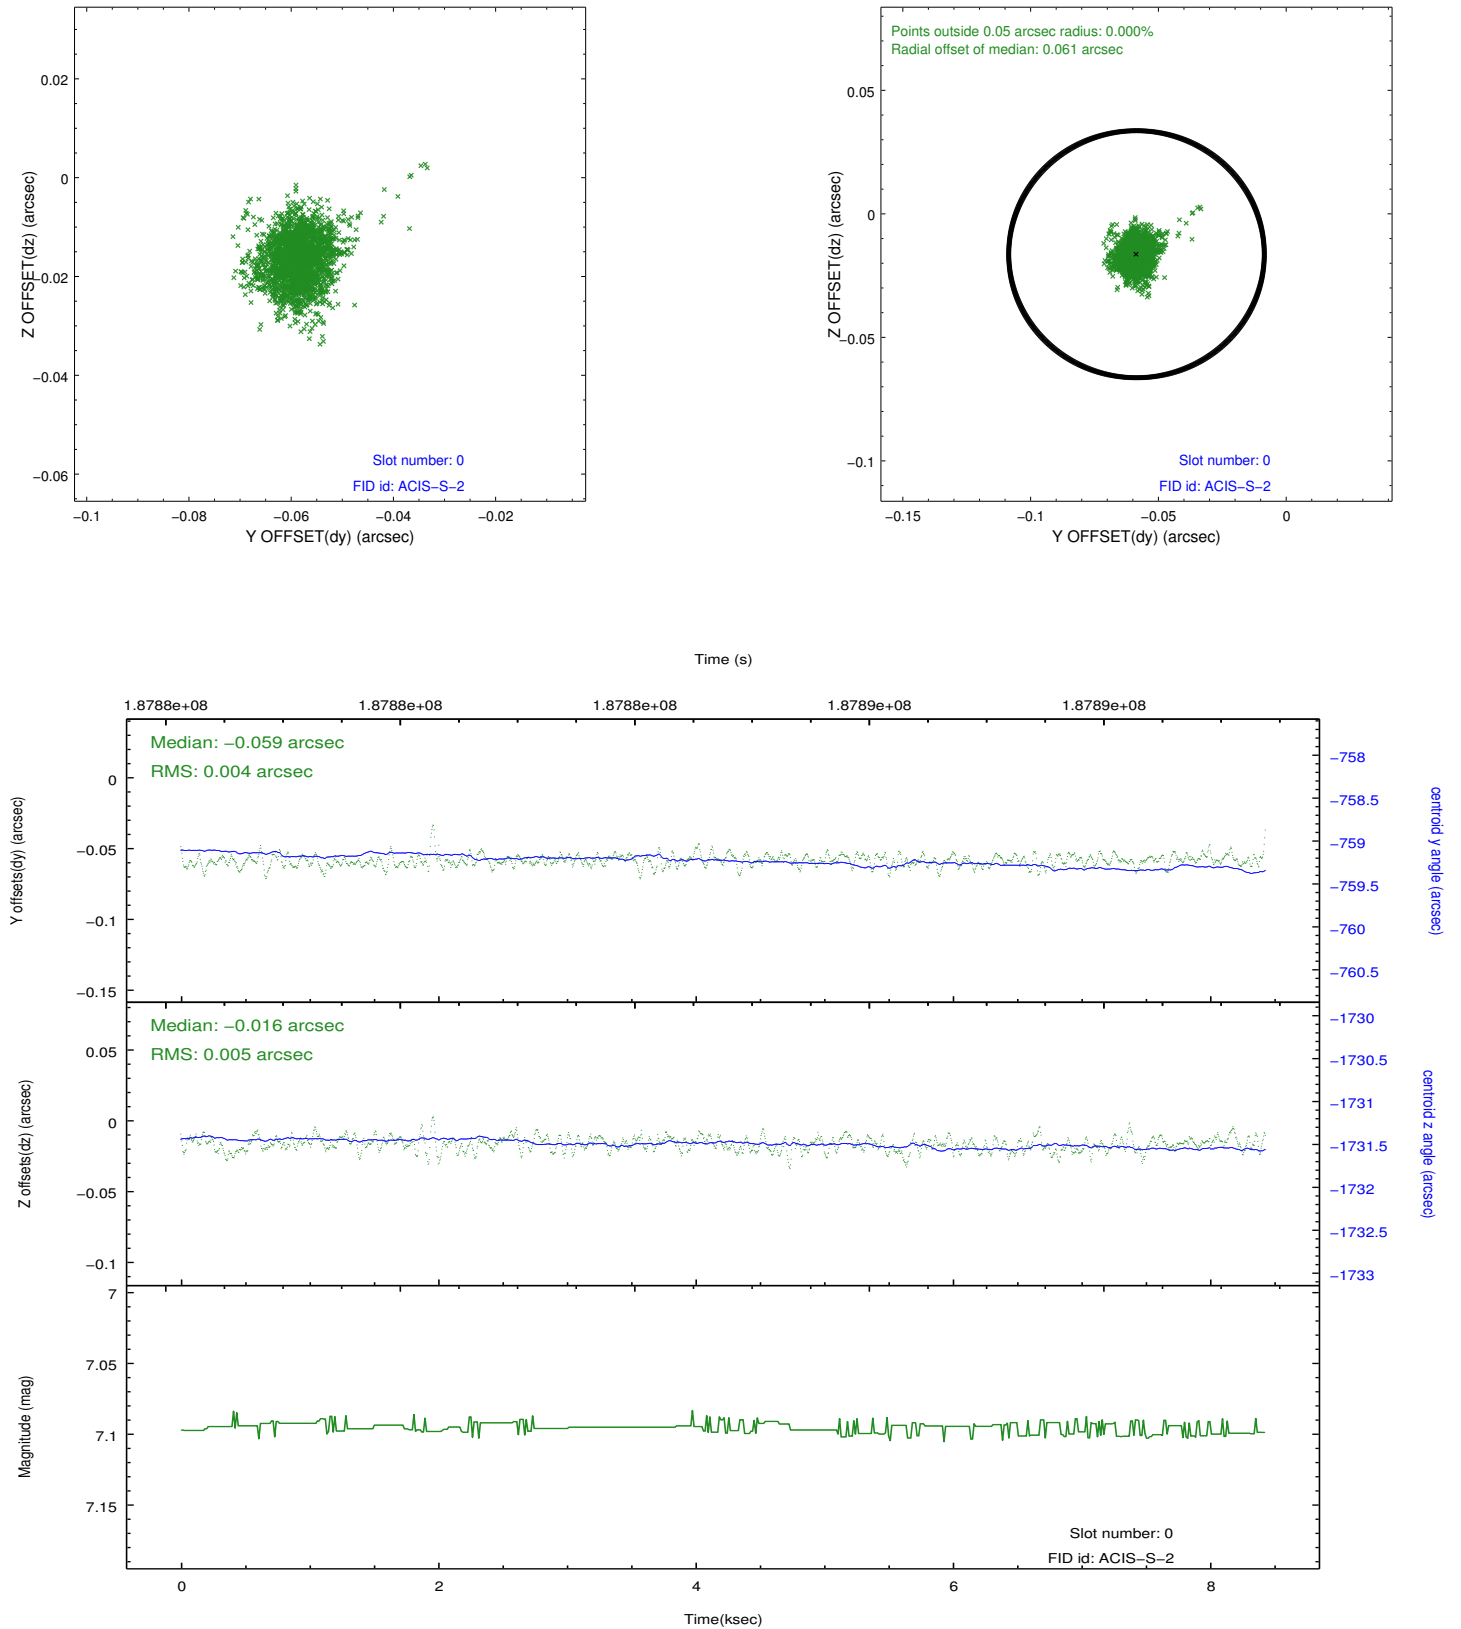 0.02
0
−0.02
−0.04
−0.06
Z OFFSET(dz) (arcsec)
Slot number: 0
FID id: ACIS−S−2
−0.1
−0.08
−0.06
−0.04
−0.02
Y OFFSET(dy) (arcsec)
Points outside 0.05 arcsec radius: 0.000%
Radial offset of median: 0.061 arcsec
0.05
0
−0.05
−0.1
Z OFFSET(dz) (arcsec)
Slot number: 0
FID id: ACIS−S−2
−0.15
−0.1
−0.05
0
Y OFFSET(dy) (arcsec)
Time (s)
1.8788e+08
1.8788e+08
1.8788e+08
1.8789e+08
1.8789e+08
Median: −0.059 arcsec
RMS: 0.004 arcsec
0
−0.05
−0.1
−0.15
Y offsets(dy) (arcsec)
−758
−758.5
−759
−759.5
−760
−760.5
centroid y angle (arcsec)
Median: −0.016 arcsec
RMS: 0.005 arcsec
0.05
0
−0.05
−0.1
Z offsets(dz) (arcsec)
−1730
−1730.5
−1731
−1731.5
−1732
−1732.5
−1733
centroid z angle (arcsec)
7
7.05
7.1
7.15
Magnitude (mag)
Slot number: 0
FID id: ACIS−S−2
0
2
4
6
8
Time(ksec)